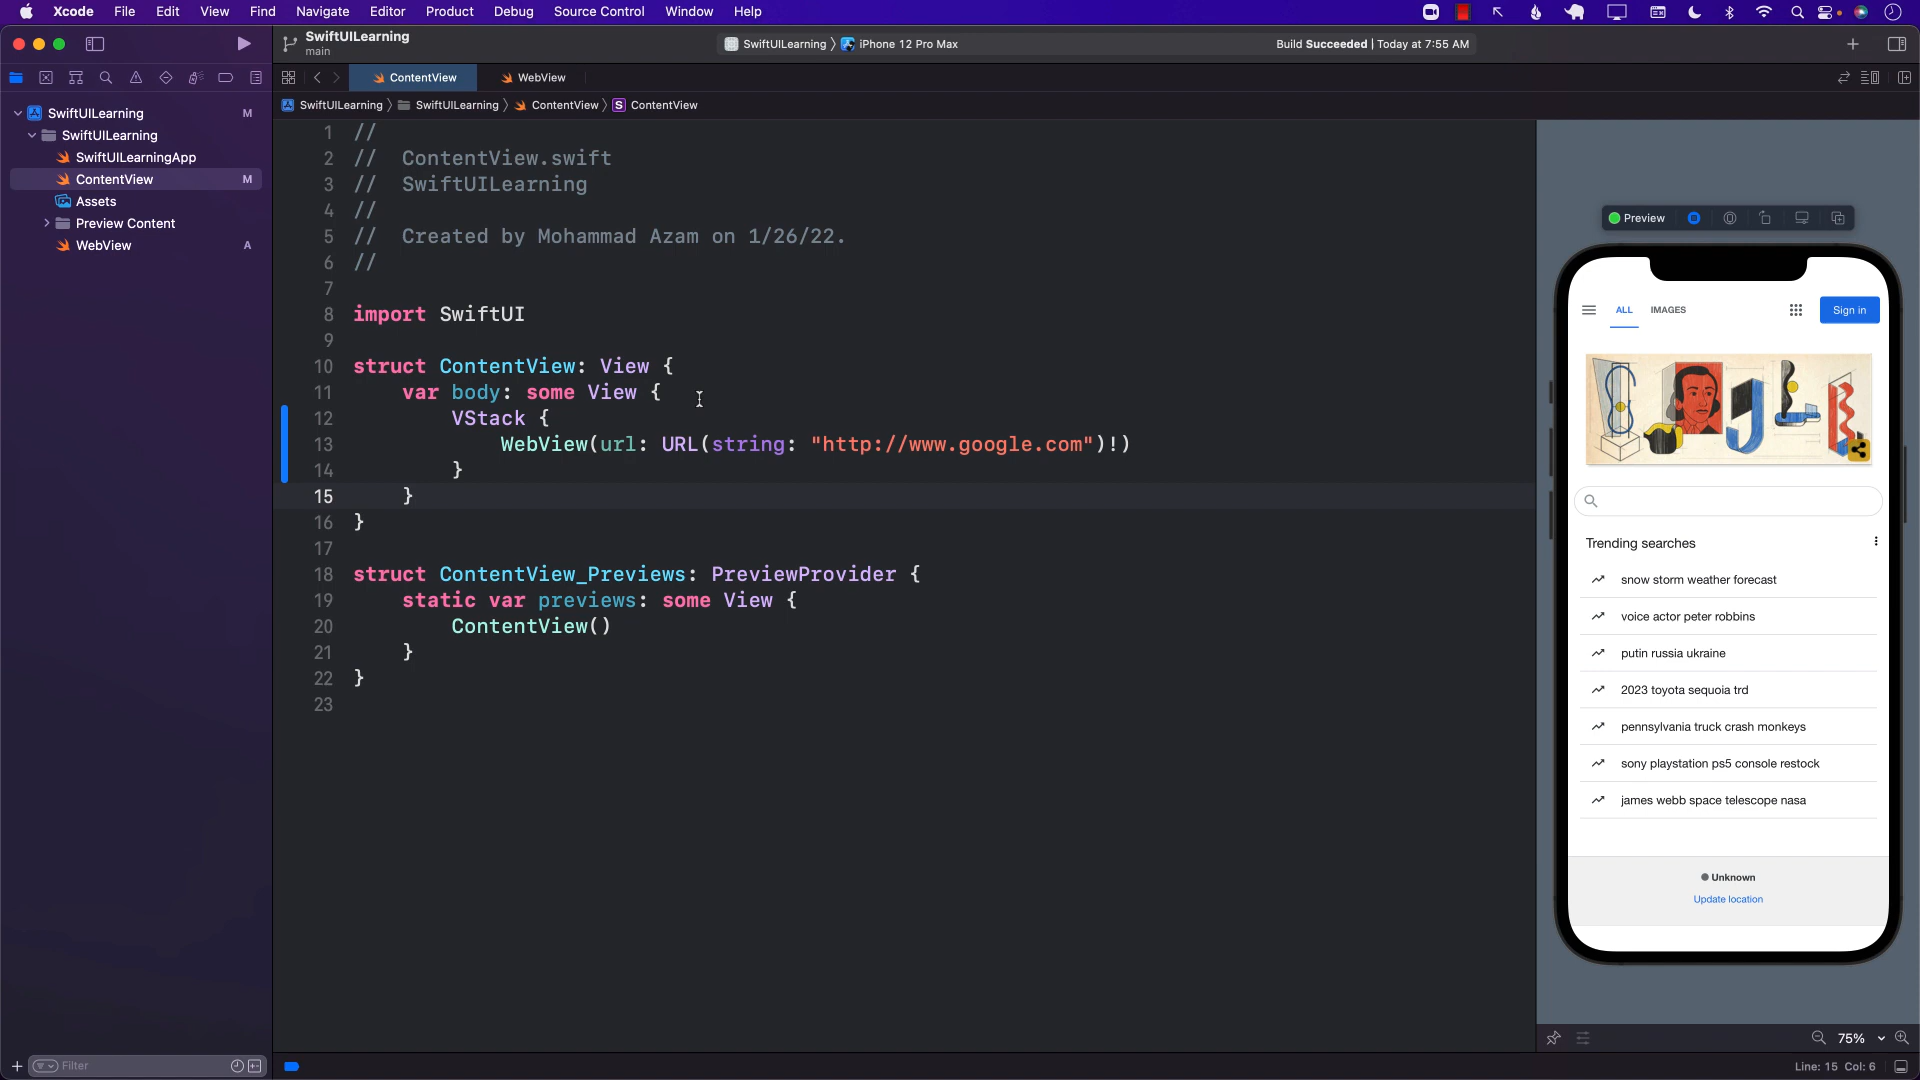 Xcode File Edit View Find Navigate Editor Product Debug Source Control Window Help
SwiftUILearning
main
SwiftUILearning 〉 iPhone 12 Pro Max
Build Succeeded | Today at 7:55 AM
ContentView
WebView
SwiftUILearning 〉 SwiftUILearning 〉 ContentView 〉 S ContentView
SwiftUILearning M
SwiftUILearning
SwiftUILearningApp
ContentView M
Assets
Preview Content
WebView A
1 //
2 //  ContentView.swift
3 //  SwiftUILearning
4 //
5 //  Created by Mohammad Azam on 1/26/22.
6 //
7
8 import SwiftUI
9
10 struct ContentView: View {
11     var body: some View {
12         VStack {
13             WebView(url: URL(string: "http://www.google.com")!)
14         }
15     }
16 }
17
18 struct ContentView_Previews: PreviewProvider {
19     static var previews: some View {
20         ContentView()
21     }
22 }
23
Preview
ALL IMAGES Sign in
Trending searches
snow storm weather forecast
voice actor peter robbins
putin russia ukraine
2023 toyota sequoia trd
pennsylvania truck crash monkeys
sony playstation ps5 console restock
james webb space telescope nasa
Unknown
Update location
75%
Filter
Line: 15 Col: 6